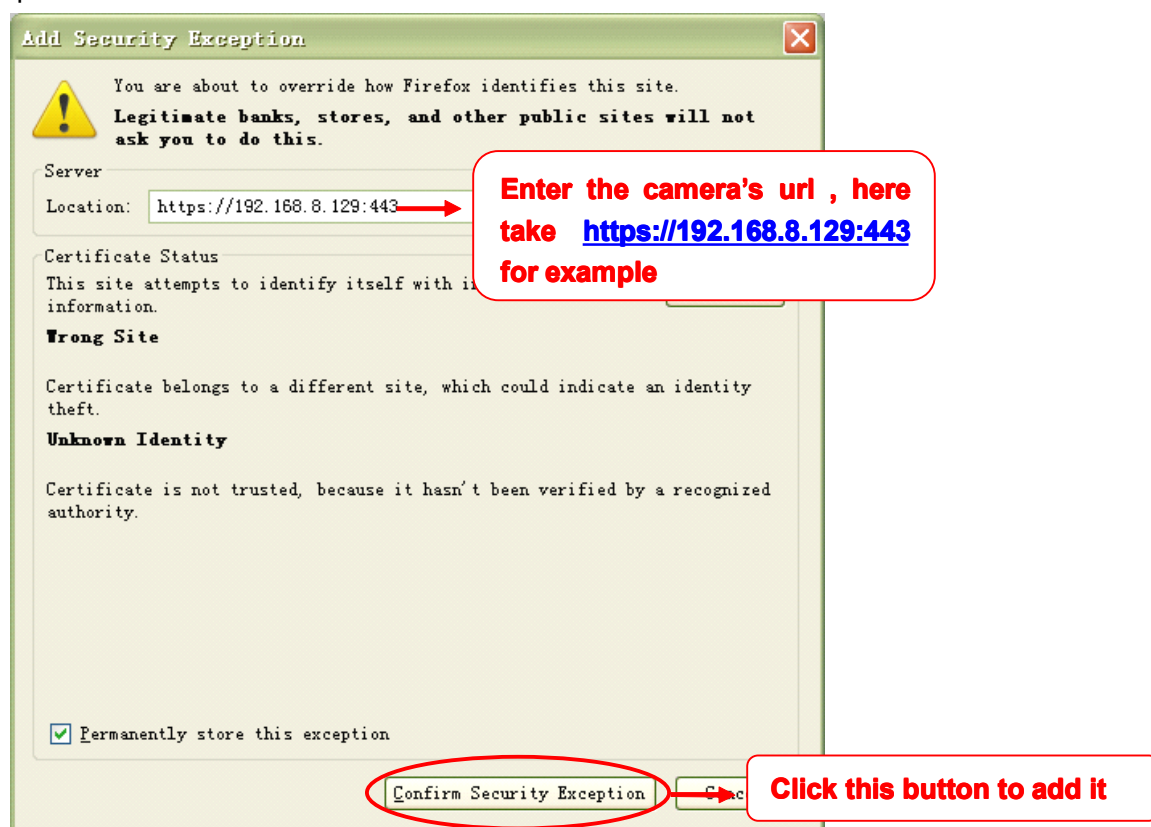 Add Security Exception
You are about to override how Firefox identifies this site.
Legitimate banks, stores, and other public sites will not
ask you to do this.
Server
Location: https://192.168.8.129:443
Enter the camera's url , here
take https://192.168.8.129:443
for example
Certificate Status
This site attempts to identify itself with
information.
Wrong Site
Certificate belongs to a different site, which could indicate an identity
theft.
Unknown Identity
Certificate is not trusted, because it hasn't been verified by a recognized
authority.
Permanently store this exception
Confirm Security Exception
Click this button to add it